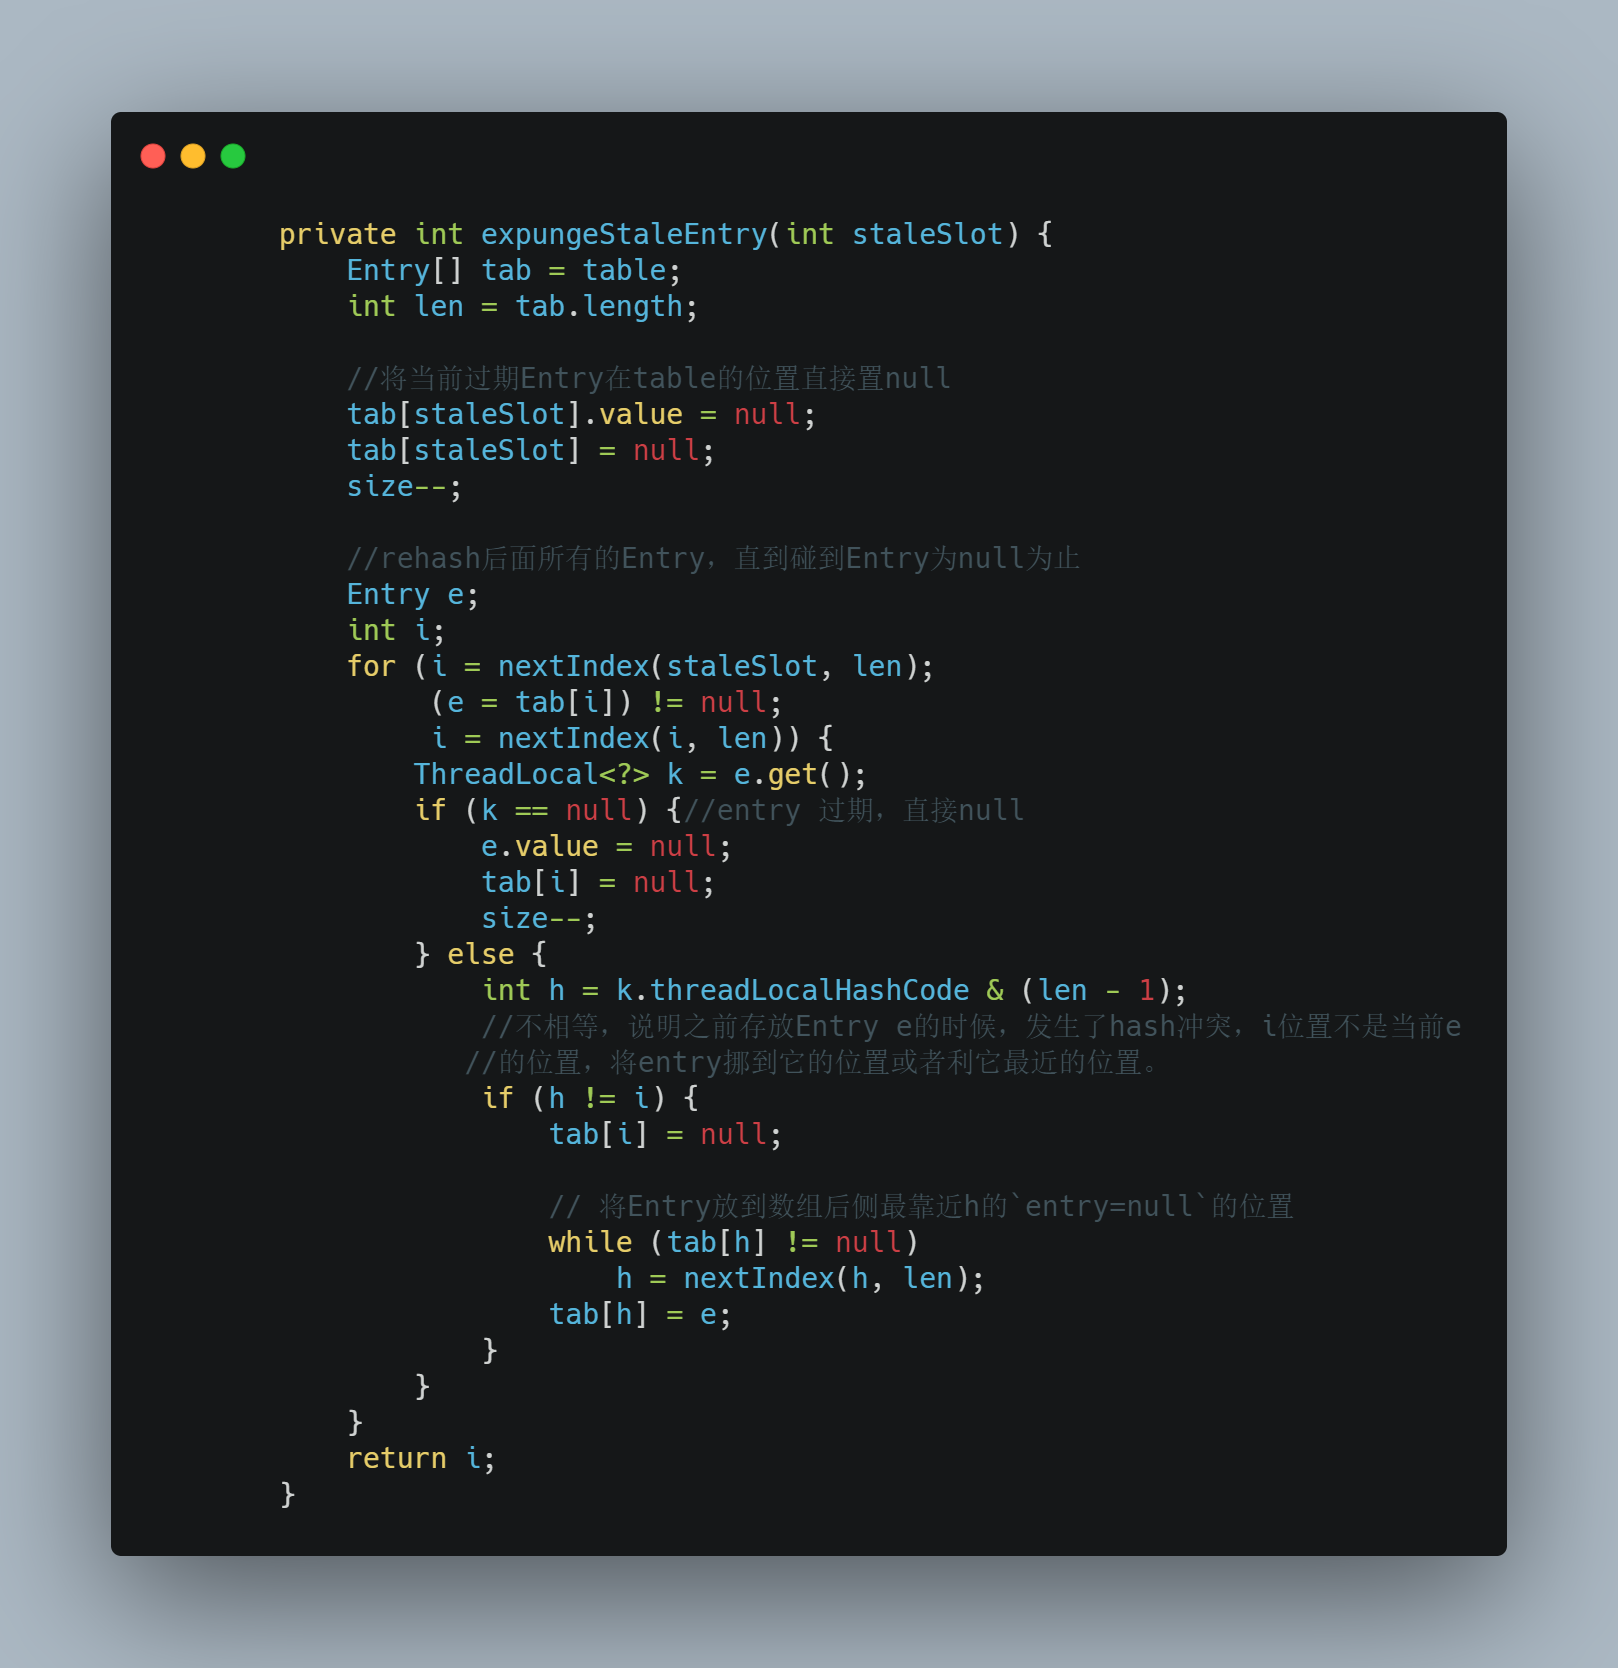 private int expungeStaleEntry(int staleSlot) {
    Entry[] tab = table;
    int len = tab.length;

    //将当前过期Entry在table的位置直接置null
    tab[staleSlot].value = null;
    tab[staleSlot] = null;
    size--;

    //rehash后面所有的Entry，直到碰到Entry为null为止
    Entry e;
    int i;
    for (i = nextIndex(staleSlot, len);
         (e = tab[i]) != null;
         i = nextIndex(i, len)) {
        ThreadLocal<?> k = e.get();
        if (k == null) {//entry 过期，直接null
            e.value = null;
            tab[i] = null;
            size--;
        } else {
            int h = k.threadLocalHashCode & (len - 1);
            //不相等，说明之前存放Entry e的时候，发生了hash冲突，i位置不是当前e
           //的位置，将entry挪到它的位置或者利它最近的位置。
            if (h != i) {
                tab[i] = null;

                // 将Entry放到数组后侧最靠近h的`entry=null`的位置
                while (tab[h] != null)
                    h = nextIndex(h, len);
                tab[h] = e;
            }
        }
    }
    return i;
}